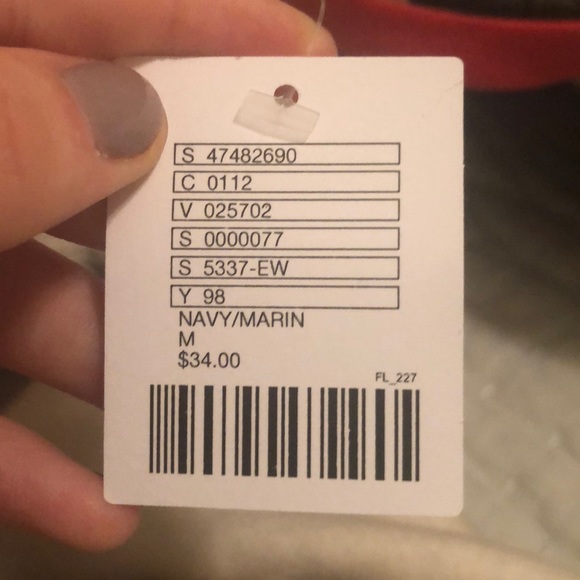 S 47482690
C 0112
V 025702
S 0000077
S 5337-EW
Y 98
NAVY/MARIN
M
$34.00
FL_227